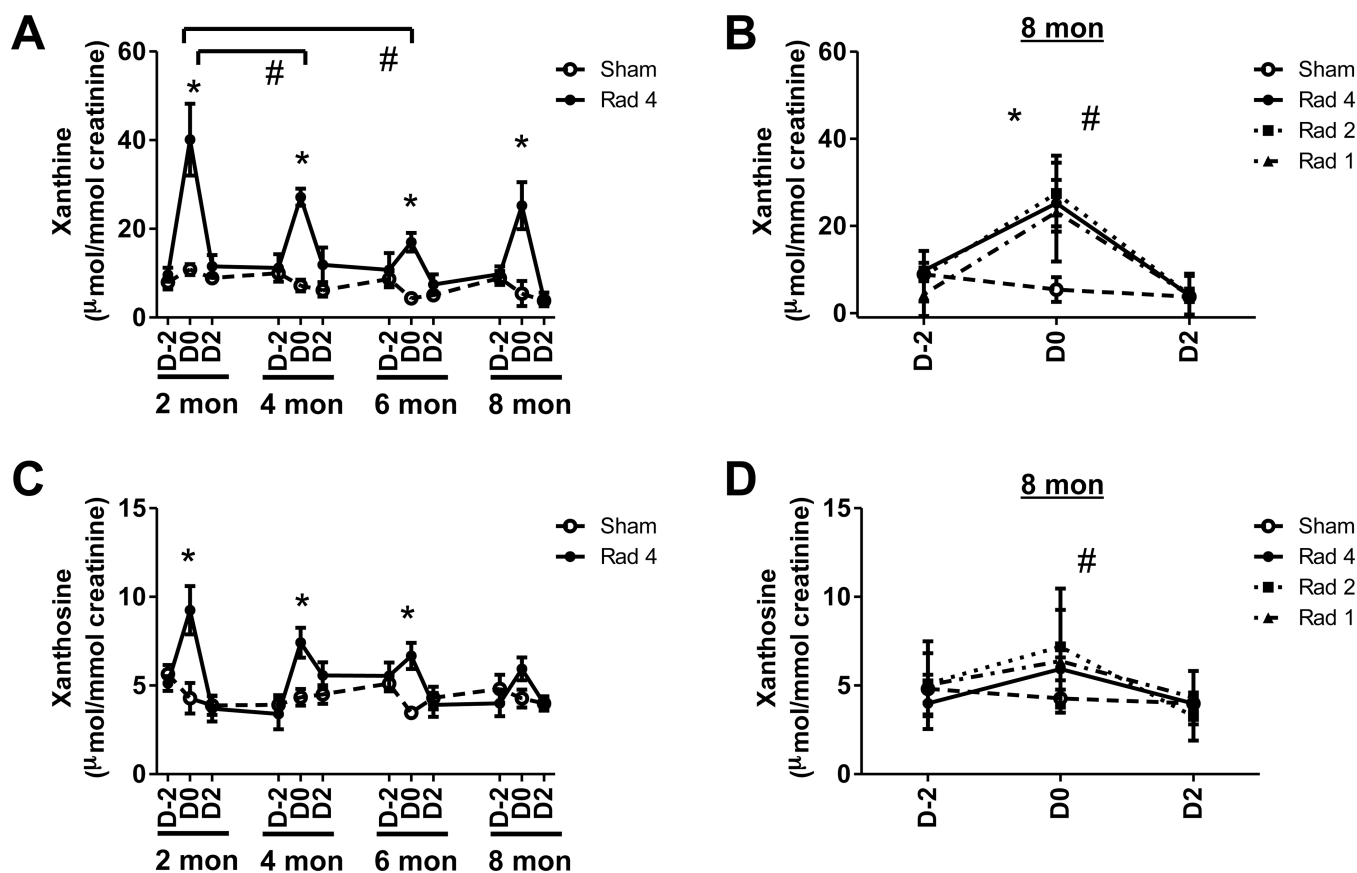 A
60
40
20
0
Xanthine
(μmol/mmol creatinine)
*
#
*
#
*
*
Sham
Rad 4
D-2
D0
D2
D-2
D0
D2
D-2
D0
D2
D-2
D0
D2
2 mon
4 mon
6 mon
8 mon
B
8 mon
60
40
20
0
Xanthine
(μmol/mmol creatinine)
*
#
Sham
Rad 4
Rad 2
Rad 1
D-2
D0
D2
C
15
10
5
0
Xanthosine
(μmol/mmol creatinine)
*
*
*
Sham
Rad 4
D-2
D0
D2
D-2
D0
D2
D-2
D0
D2
D-2
D0
D2
2 mon
4 mon
6 mon
8 mon
D
8 mon
15
10
5
0
Xanthosine
(μmol/mmol creatinine)
#
Sham
Rad 4
Rad 2
Rad 1
D-2
D0
D2